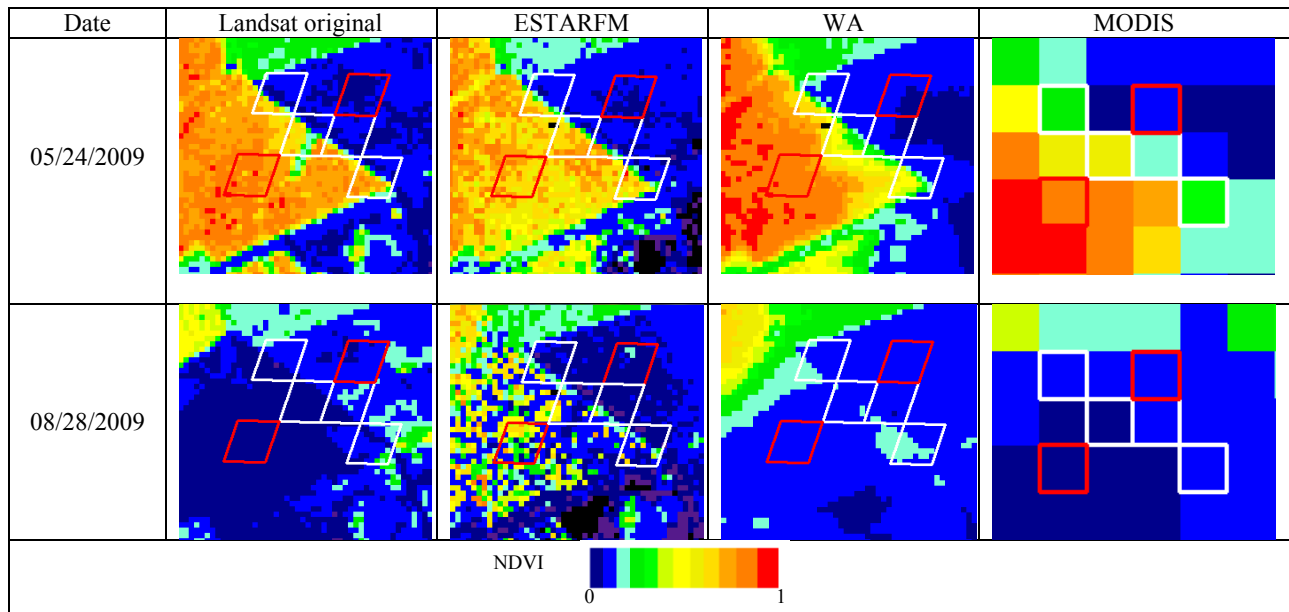 Date Landsat original ESTARFM WA MODIS
05/24/2009
08/28/2009
NDVI
0 1